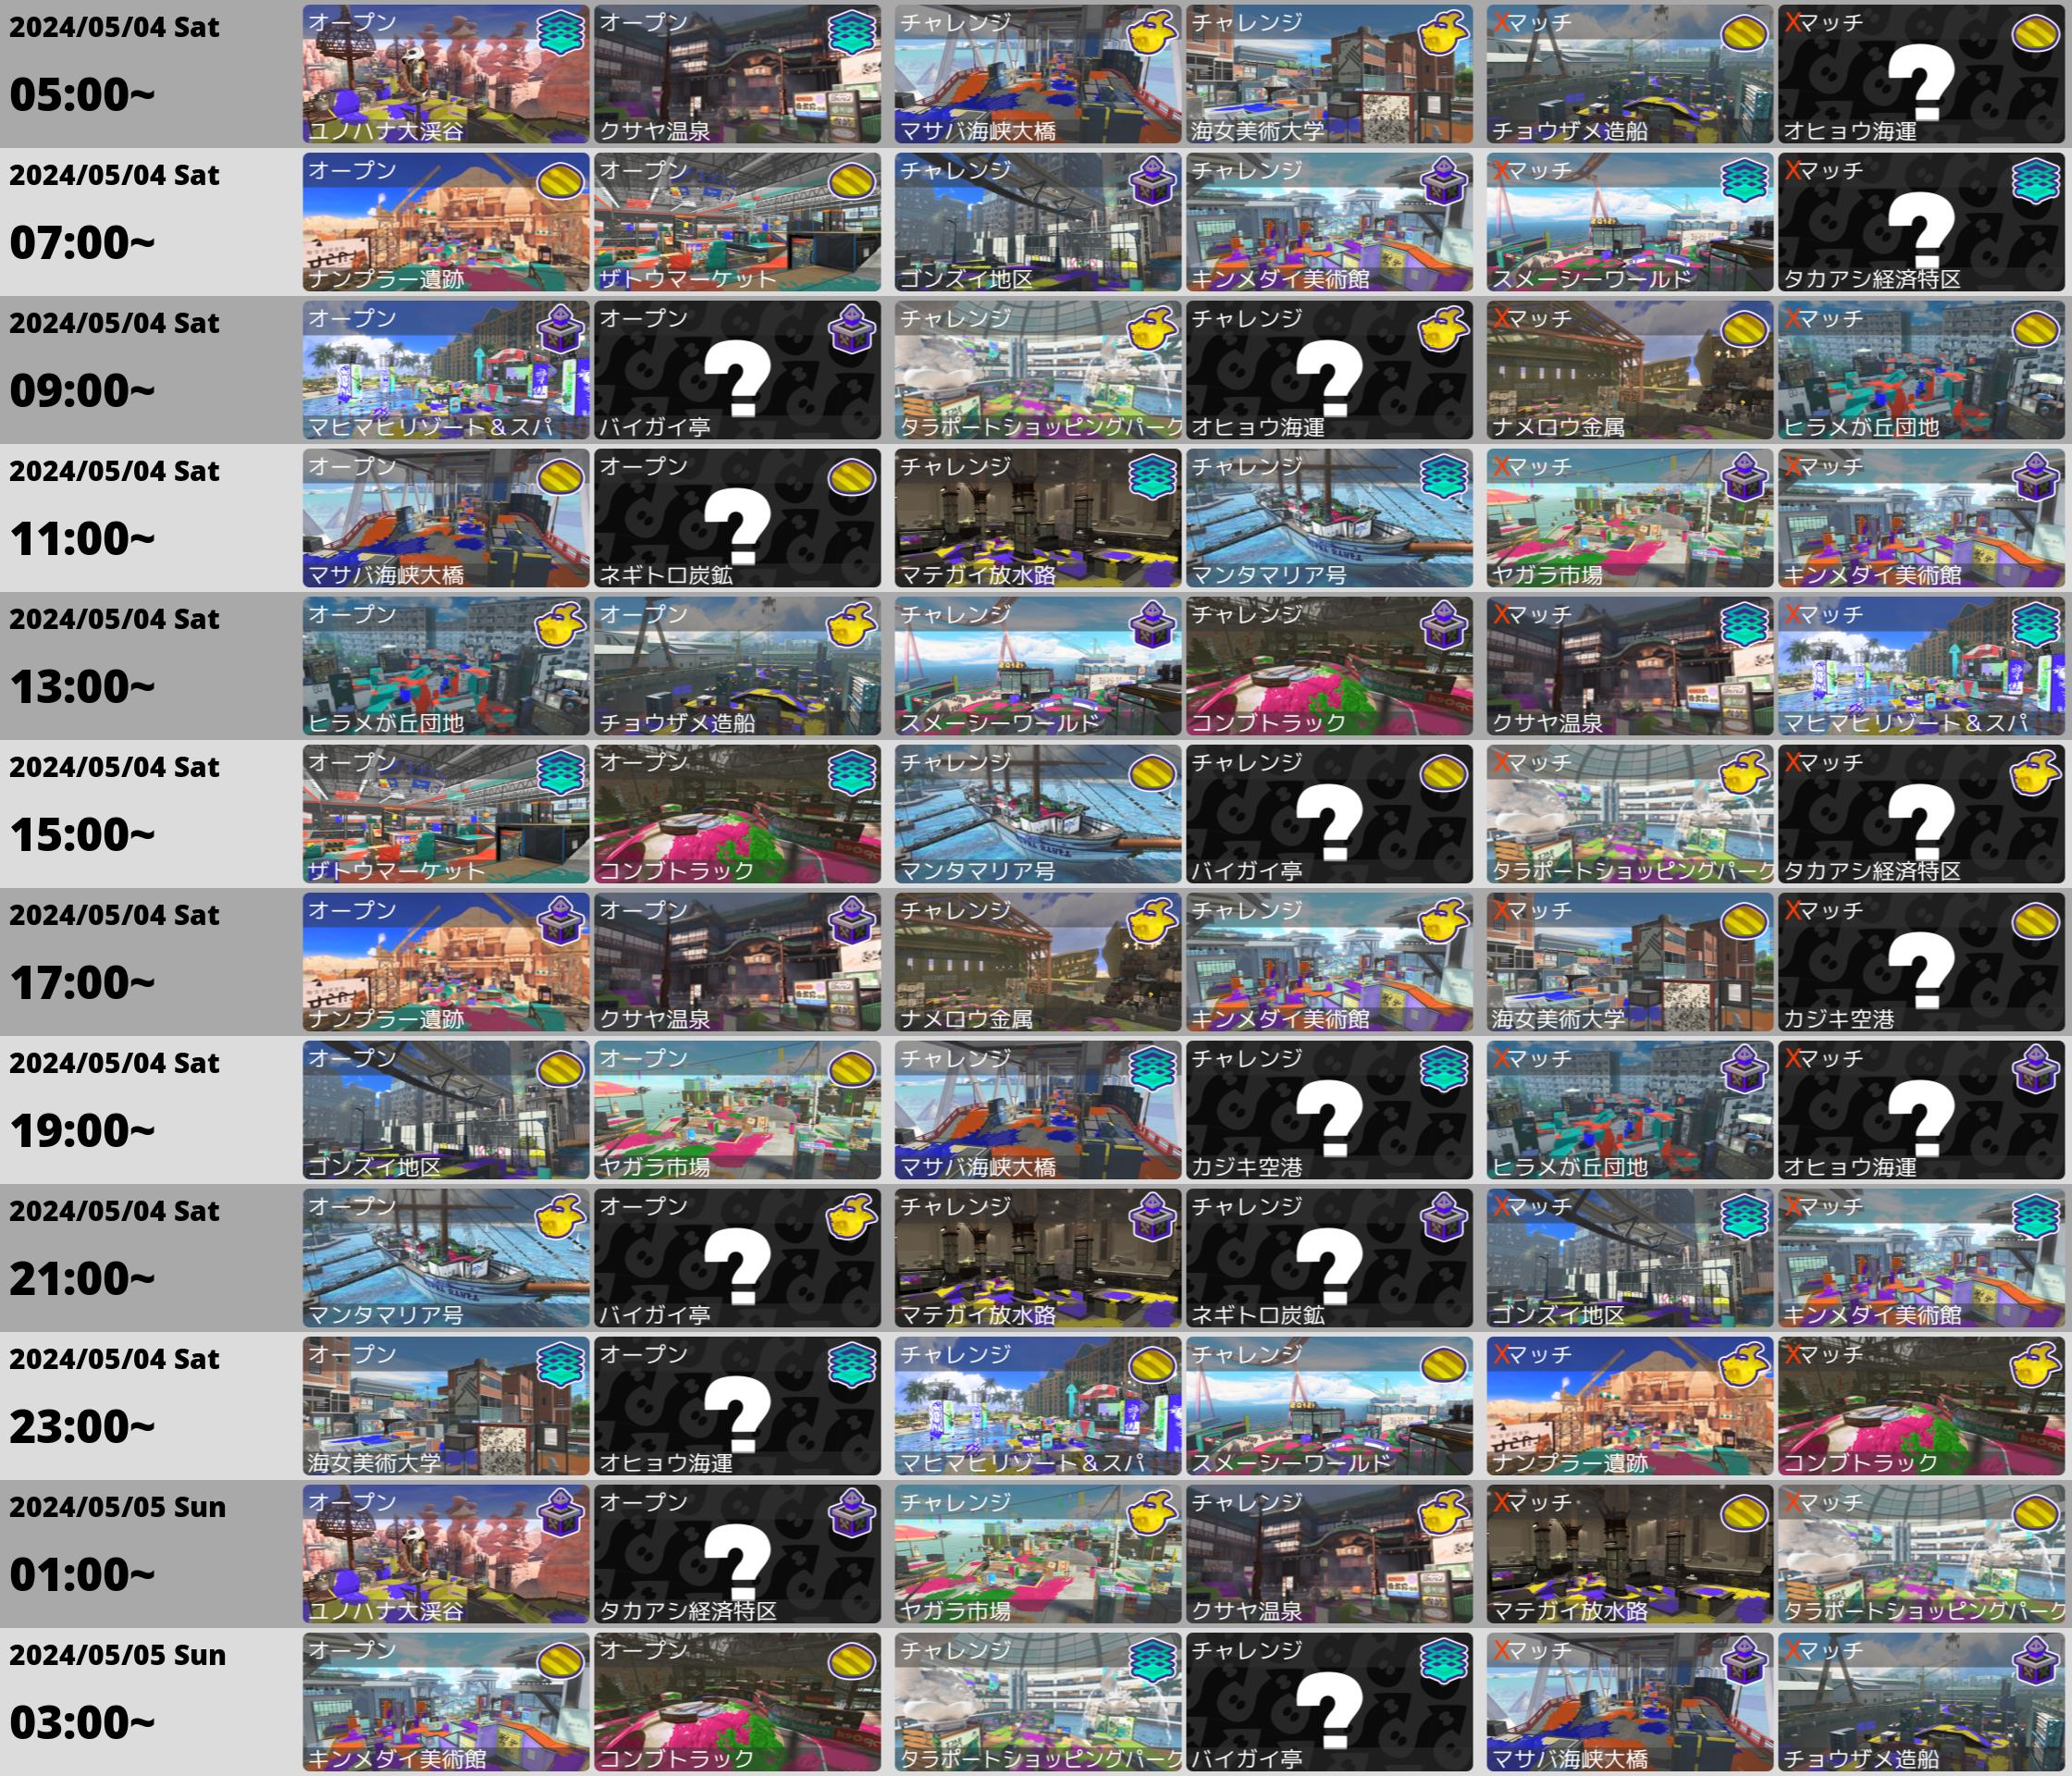 2024/05/04 Sat
05:00~
オープン
ユノハナ大渓谷
オープン
クサヤ温泉
チャレンジ
マサバ海峡大橋
チャレンジ
海女美術大学
Xマッチ
チョウザメ造船
Xマッチ
?
オヒョウ海運
2024/05/04 Sat
07:00~
オープン
ナンプラー遺跡
オープン
ザトウマーケット
チャレンジ
ゴンズイ地区
チャレンジ
キンメダイ美術館
Xマッチ
スメーシーワールド
Xマッチ
?
タカアシ経済特区
2024/05/04 Sat
09:00~
オープン
マヒマヒリゾート&スパ
オープン
?
バイガイ亭
チャレンジ
タラポートショッピングパーク
チャレンジ
?
オヒョウ海運
Xマッチ
ナメロウ金属
Xマッチ
ヒラメが丘団地
2024/05/04 Sat
11:00~
オープン
マサバ海峡大橋
オープン
?
ネギトロ炭鉱
チャレンジ
マテガイ放水路
チャレンジ
マンタマリア号
Xマッチ
ヤガラ市場
Xマッチ
キンメダイ美術館
2024/05/04 Sat
13:00~
オープン
ヒラメが丘団地
オープン
チョウザメ造船
チャレンジ
スメーシーワールド
チャレンジ
コンブトラック
Xマッチ
クサヤ温泉
Xマッチ
マヒマヒリゾート&スパ
2024/05/04 Sat
15:00~
オープン
ザトウマーケット
オープン
コンブトラック
チャレンジ
マンタマリア号
チャレンジ
?
バイガイ亭
Xマッチ
タラポートショッピングパーク
Xマッチ
?
タカアシ経済特区
2024/05/04 Sat
17:00~
オープン
ナンプラー遺跡
オープン
クサヤ温泉
チャレンジ
ナメロウ金属
チャレンジ
キンメダイ美術館
Xマッチ
海女美術大学
Xマッチ
?
カジキ空港
2024/05/04 Sat
19:00~
オープン
ゴンズイ地区
オープン
ヤガラ市場
チャレンジ
マサバ海峡大橋
チャレンジ
?
カジキ空港
Xマッチ
ヒラメが丘団地
Xマッチ
?
オヒョウ海運
2024/05/04 Sat
21:00~
オープン
マンタマリア号
オープン
?
バイガイ亭
チャレンジ
マテガイ放水路
チャレンジ
?
ネギトロ炭鉱
Xマッチ
ゴンズイ地区
Xマッチ
キンメダイ美術館
2024/05/04 Sat
23:00~
オープン
海女美術大学
オープン
?
オヒョウ海運
チャレンジ
マヒマヒリゾート&スパ
チャレンジ
スメーシーワールド
Xマッチ
ナンプラー遺跡
Xマッチ
コンブトラック
2024/05/05 Sun
01:00~
オープン
ユノハナ大渓谷
オープン
?
タカアシ経済特区
チャレンジ
ヤガラ市場
チャレンジ
クサヤ温泉
Xマッチ
マテガイ放水路
Xマッチ
タラポートショッピングパーク
2024/05/05 Sun
03:00~
オープン
キンメダイ美術館
オープン
コンブトラック
チャレンジ
タラポートショッピングパーク
チャレンジ
?
バイガイ亭
Xマッチ
マサバ海峡大橋
Xマッチ
チョウザメ造船